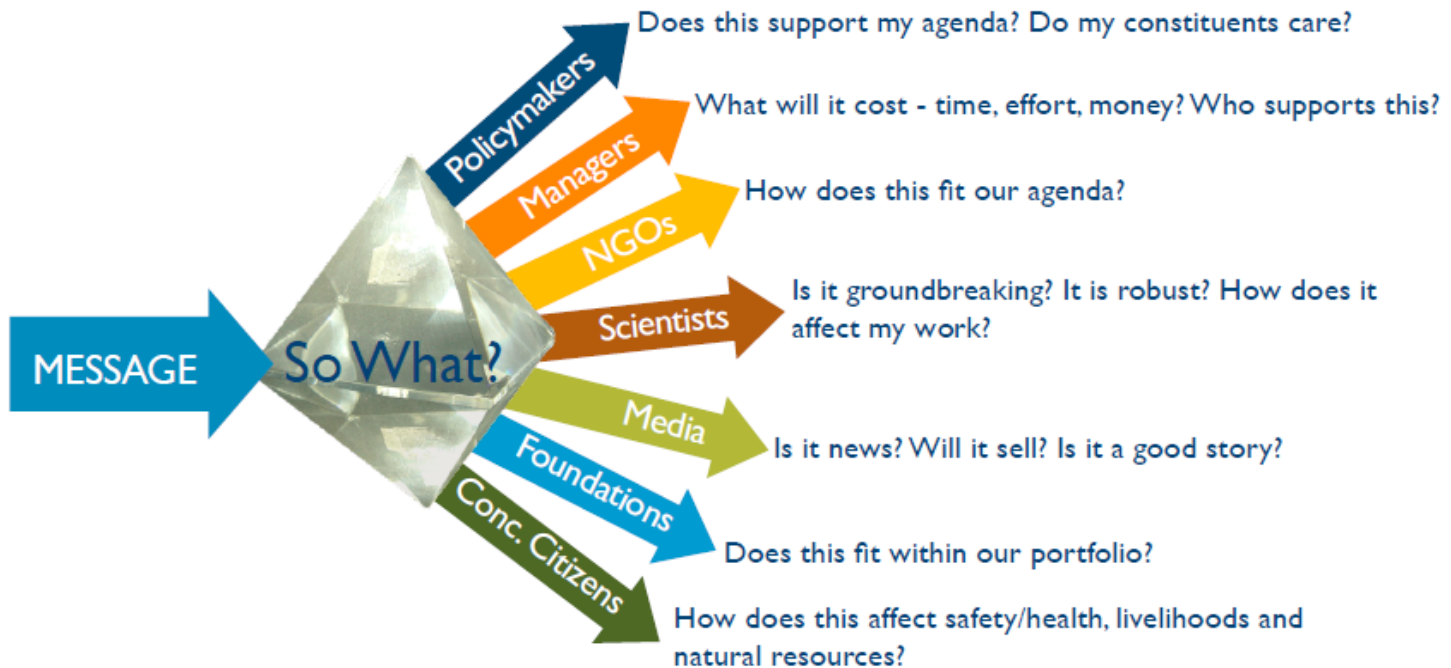 Does this support my agenda? Do my constituents care?
Policymakers
What will it cost - time, effort, money? Who supports this?
Managers
How does this fit our agenda?
NGOs
Is it groundbreaking? It is robust? How does it
affect my work?
Scientists
MESSAGE
So What?
Media
Is it news? Will it sell? Is it a good story?
Foundations
Does this fit within our portfolio?
Conc. Citizens
How does this affect safety/health, livelihoods and
natural resources?